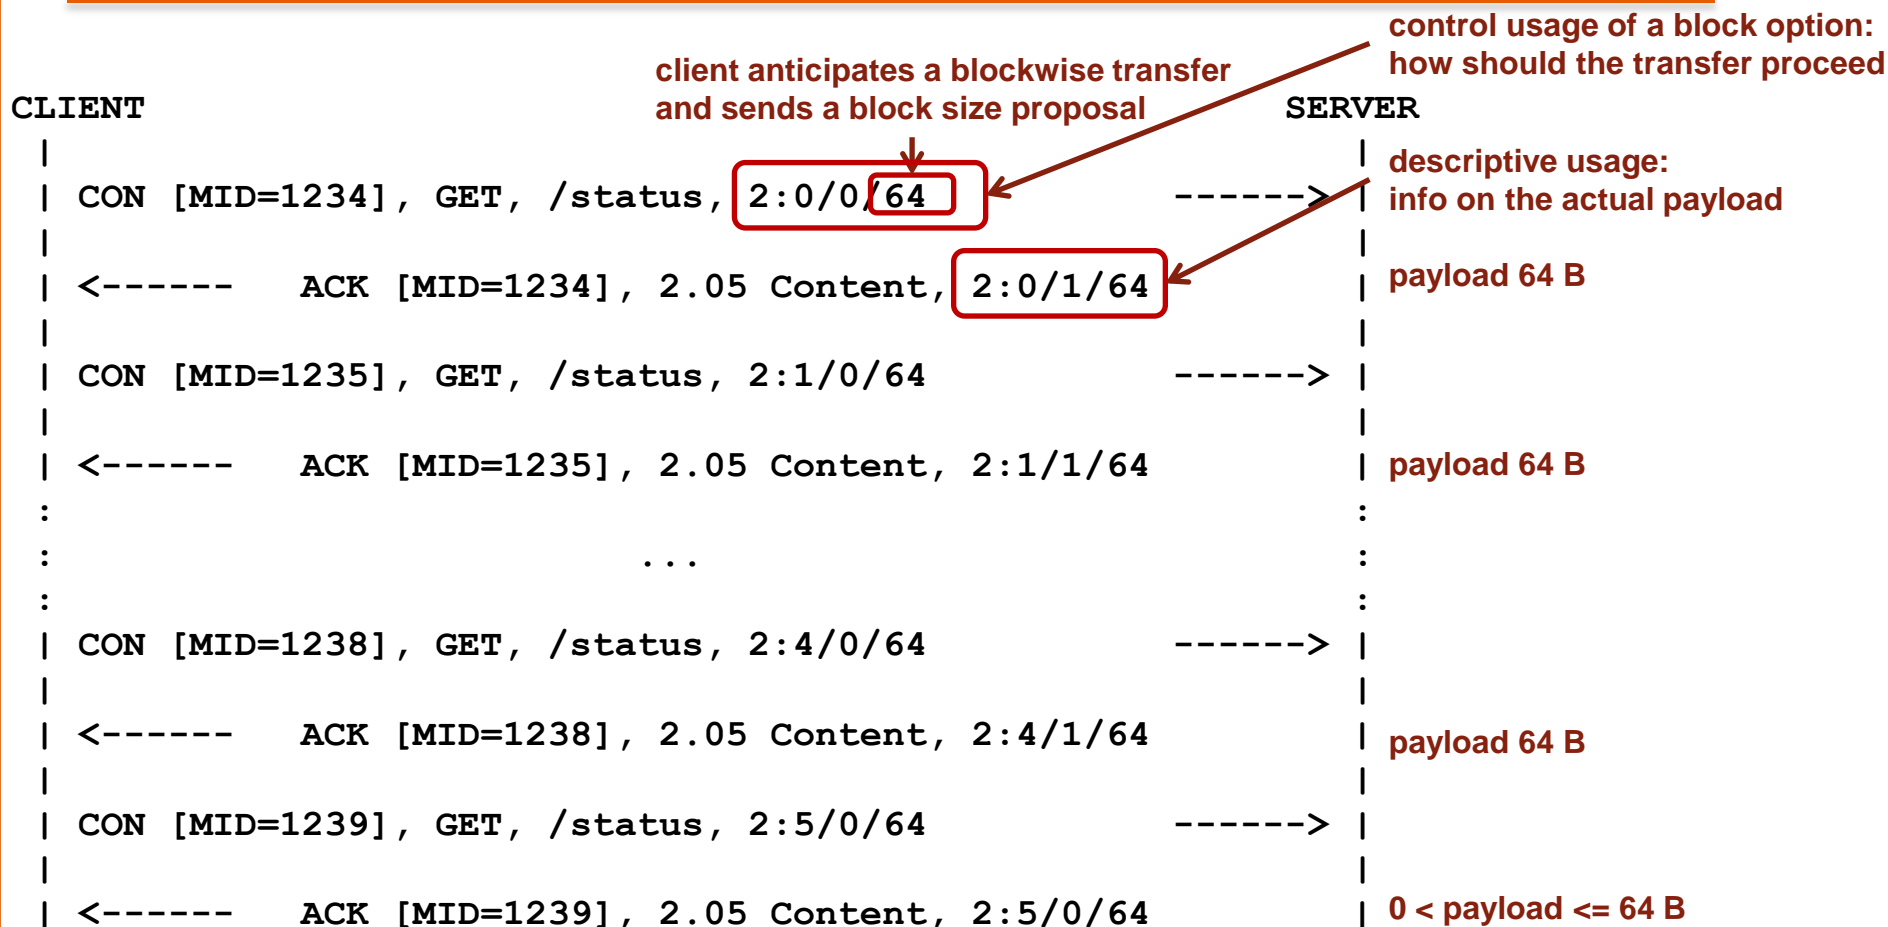 control usage of a block option:
how should the transfer proceed
client anticipates a blockwise transfer
and sends a block size proposal
CLIENT SERVER
|  |
| CON [MID=1234], GET, /status, 2:0/0/64 ------> |
descriptive usage:
info on the actual payload
|  |
| <------ ACK [MID=1234], 2.05 Content, 2:0/1/64 | payload 64 B
|  |
| CON [MID=1235], GET, /status, 2:1/0/64 ------> |
|  |
| <------ ACK [MID=1235], 2.05 Content, 2:1/1/64 | payload 64 B
:  :
: ... :
:  :
| CON [MID=1238], GET, /status, 2:4/0/64 ------> |
|  |
| <------ ACK [MID=1238], 2.05 Content, 2:4/1/64 | payload 64 B
|  |
| CON [MID=1239], GET, /status, 2:5/0/64 ------> |
|  |
| <------ ACK [MID=1239], 2.05 Content, 2:5/0/64 | 0 < payload <= 64 B